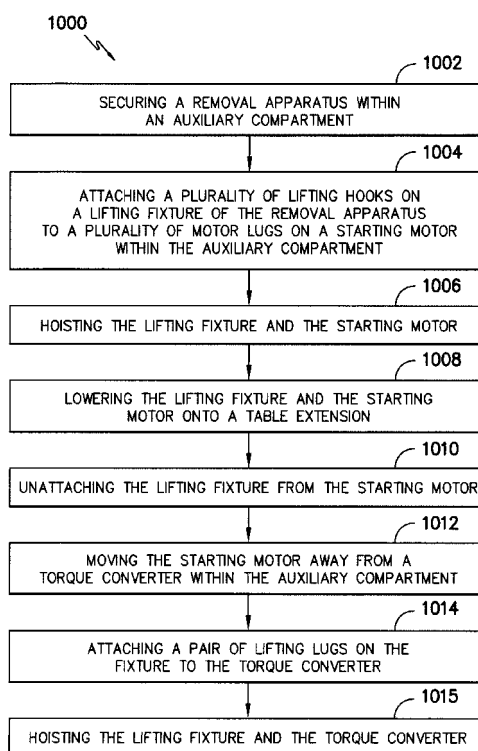 1000
1002
SECURING A REMOVAL APPARATUS WITHIN
AN AUXILIARY COMPARTMENT
1004
ATTACHING A PLURALITY OF LIFTING HOOKS ON
A LIFTING FIXTURE OF THE REMOVAL APPARATUS
TO A PLURALITY OF MOTOR LUGS ON A STARTING MOTOR
WITHIN THE AUXILIARY COMPARTMENT
1006
HOISTING THE LIFTING FIXTURE AND THE STARTING MOTOR
1008
LOWERING THE LIFTING FIXTURE AND THE STARTING
MOTOR ONTO A TABLE EXTENSION
1010
UNATTACHING THE LIFTING FIXTURE FROM THE STARTING MOTOR
1012
MOVING THE STARTING MOTOR AWAY FROM A
TORQUE CONVERTER WITHIN THE AUXILIARY COMPARTMENT
1014
ATTACHING A PAIR OF LIFTING LUGS ON THE
FIXTURE TO THE TORQUE CONVERTER
1015
HOISTING THE LIFTING FIXTURE AND THE TORQUE CONVERTER